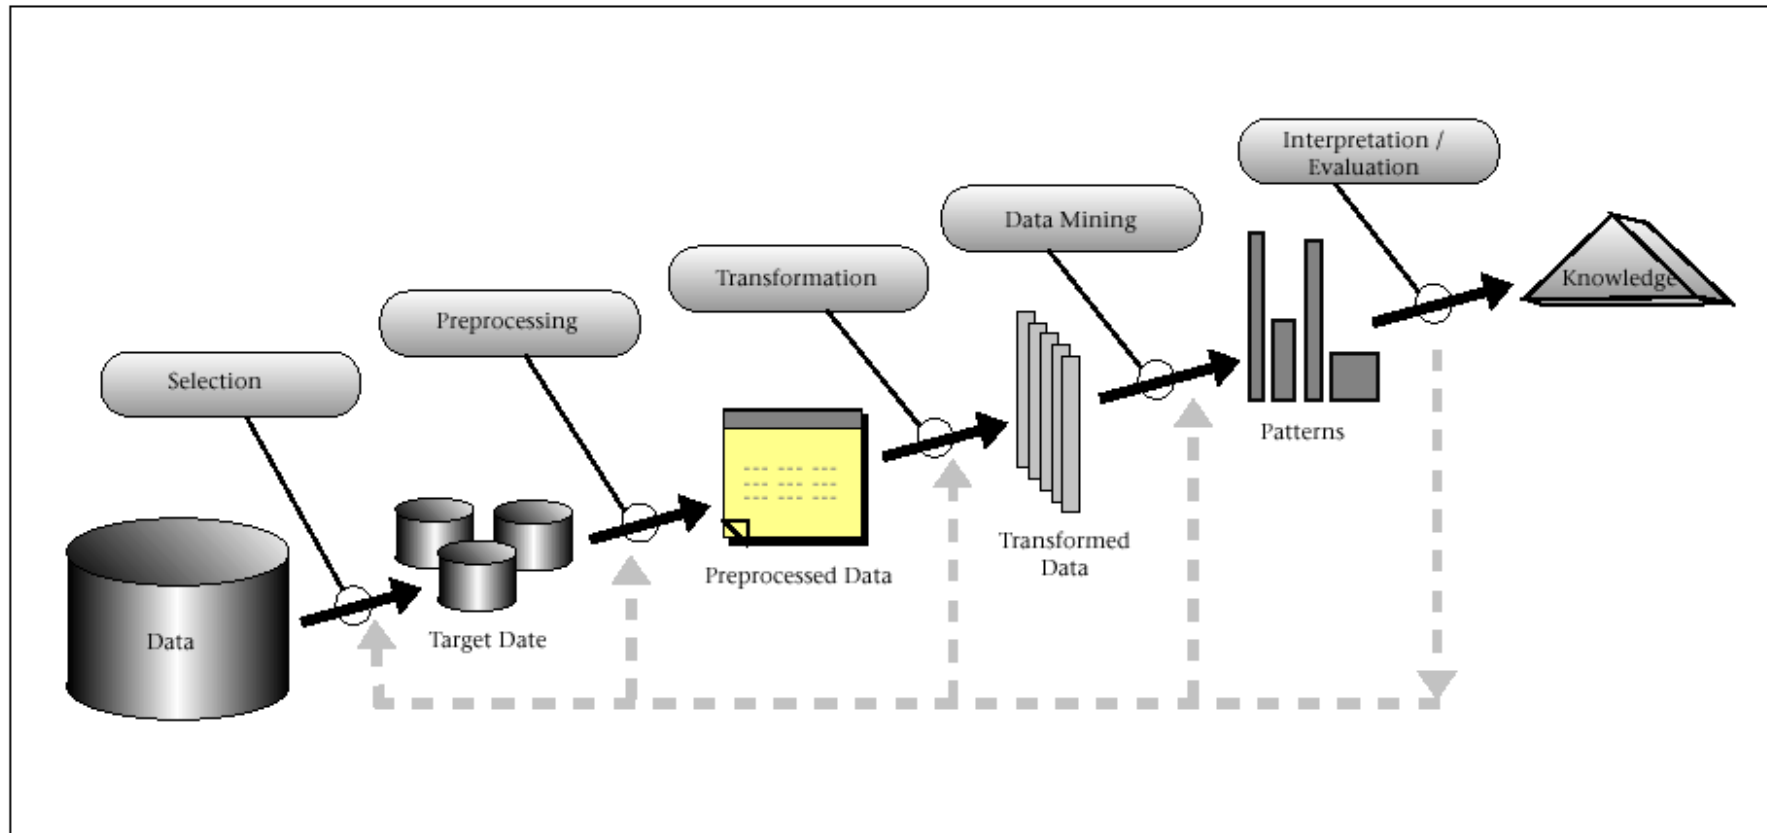 Interpretation /
Evaluation
Data Mining
Transformation
Preprocessing
Selection
Knowledge
Patterns
Transformed
Data
Preprocessed Data
Target Date
Data